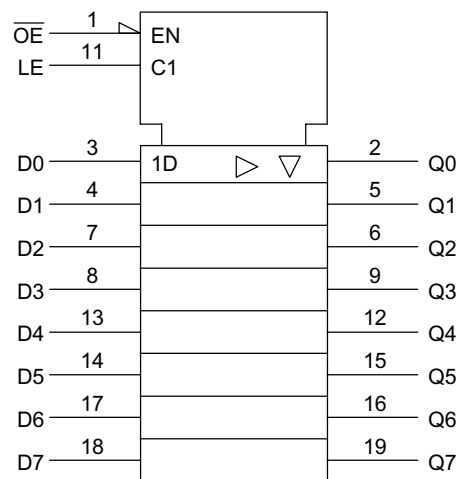 1
OE EN
11
LE C1
3 2
D0 1D Q0
4 5
D1 Q1
7 6
D2 Q2
8 9
D3 Q3
13 12
D4 Q4
14 15
D5 Q5
17 16
D6 Q6
18 19
D7 Q7